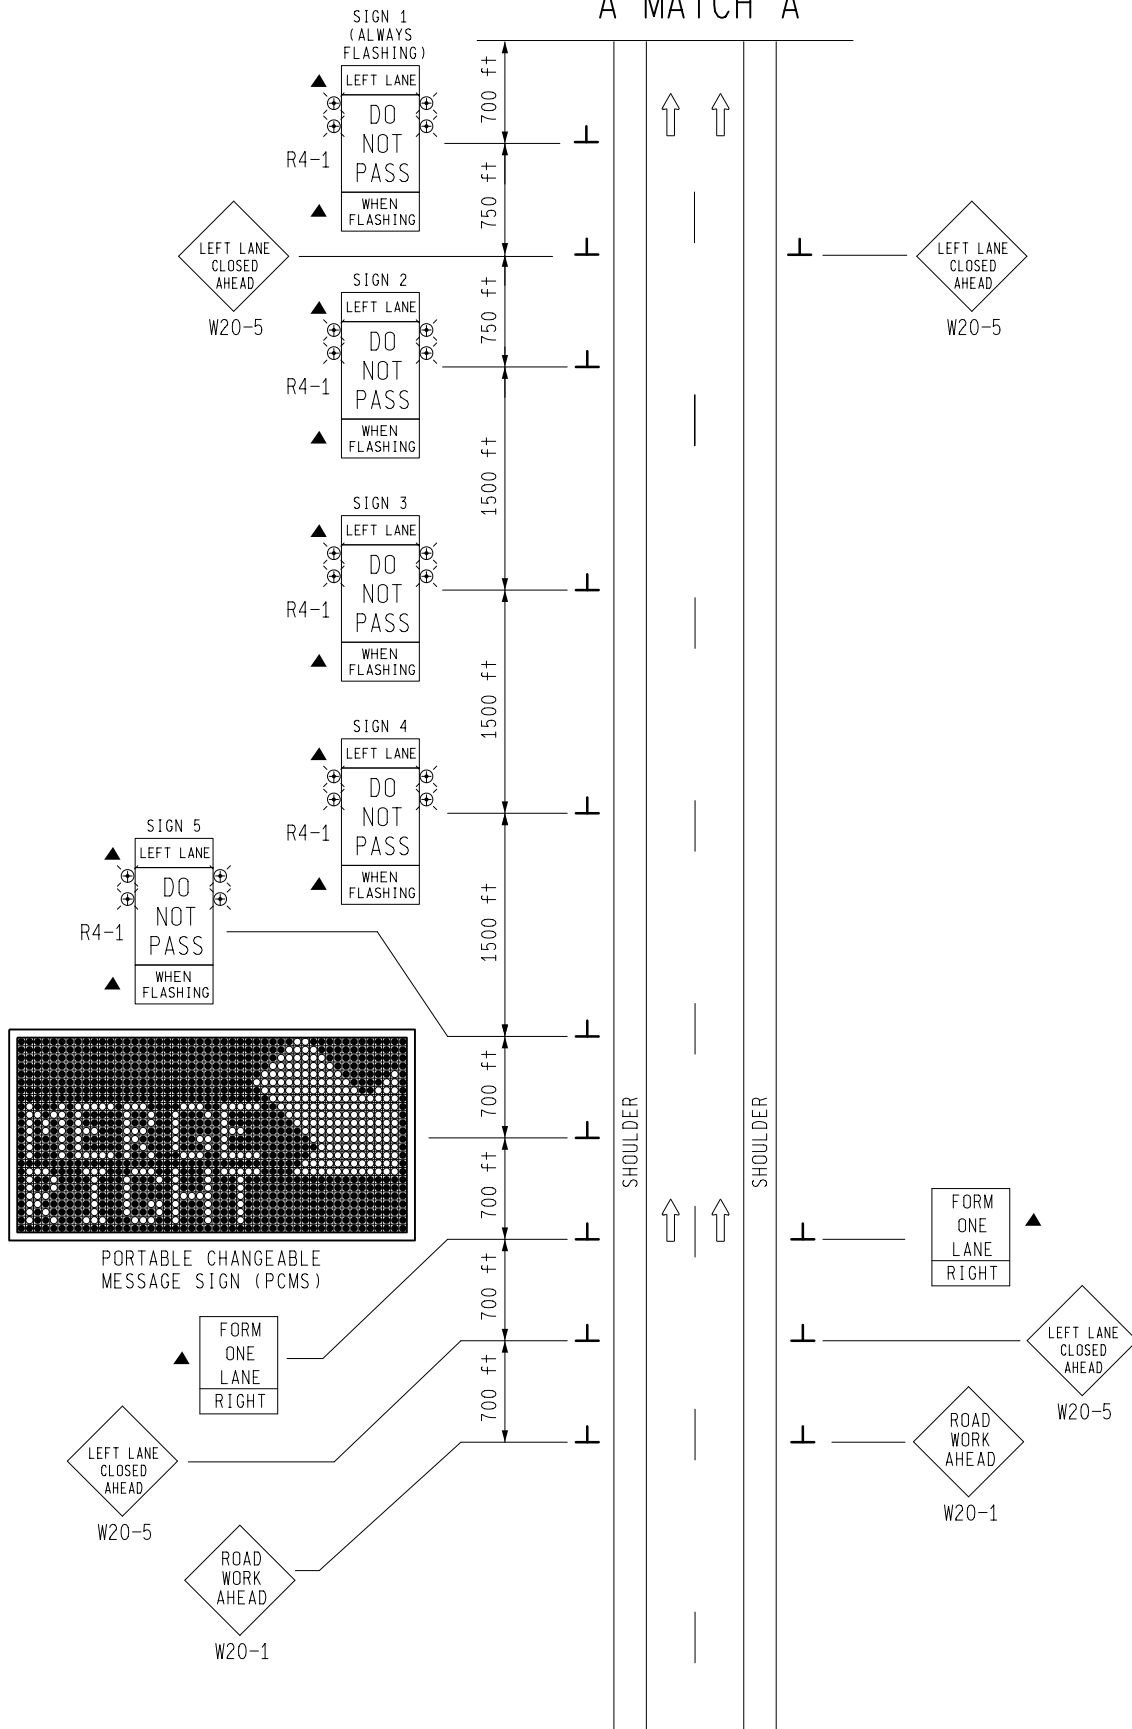 A MATCH A
SIGN 1
(ALWAYS
FLASHING)
LEFT LANE
DO
NOT
PASS
WHEN
FLASHING
R4-1
700 ft
750 ft
LEFT LANE
CLOSED
AHEAD
W20-5
LEFT LANE
CLOSED
AHEAD
W20-5
SIGN 2
LEFT LANE
DO
NOT
PASS
WHEN
FLASHING
R4-1
750 ft
1500 ft
SIGN 3
LEFT LANE
DO
NOT
PASS
WHEN
FLASHING
R4-1
1500 ft
SIGN 4
LEFT LANE
DO
NOT
PASS
WHEN
FLASHING
R4-1
1500 ft
SIGN 5
LEFT LANE
DO
NOT
PASS
WHEN
FLASHING
R4-1
MERGE
RIGHT
PORTABLE CHANGEABLE
MESSAGE SIGN (PCMS)
700 ft
700 ft
700 ft
700 ft
SHOULDER
SHOULDER
FORM
ONE
LANE
RIGHT
FORM
ONE
LANE
RIGHT
LEFT LANE
CLOSED
AHEAD
W20-5
LEFT LANE
CLOSED
AHEAD
W20-5
ROAD
WORK
AHEAD
W20-1
ROAD
WORK
AHEAD
W20-1